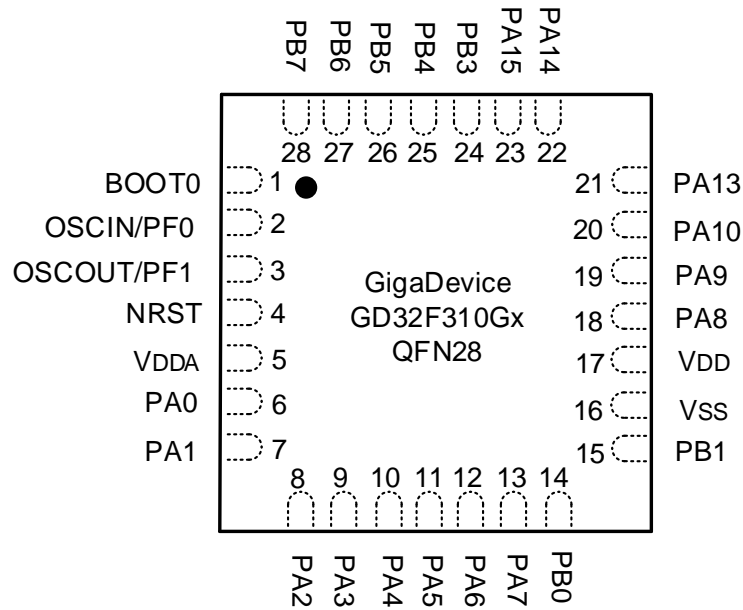 PB7 PB6 PB5 PB4 PB3 PA15 PA14
28 27 26 25 24 23 22
BOOT0 1
OSCIN/PF0 2
OSCOUT/PF1 3
NRST 4
VDDA 5
PA0 6
PA1 7
GigaDevice
GD32F310Gx
QFN28
21 PA13
20 PA10
19 PA9
18 PA8
17 VDD
16 VSS
15 PB1
8 9 10 11 12 13 14
PA2 PA3 PA4 PA5 PA6 PA7 PB0